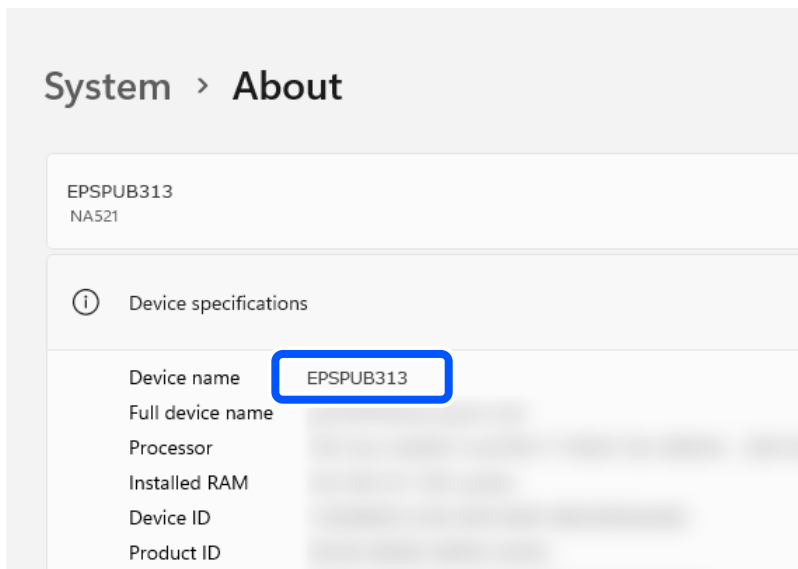 System > About
EPSPUB313
NA521
Device specifications
Device name EPSPUB313
Full device name
Processor
Installed RAM
Device ID
Product ID